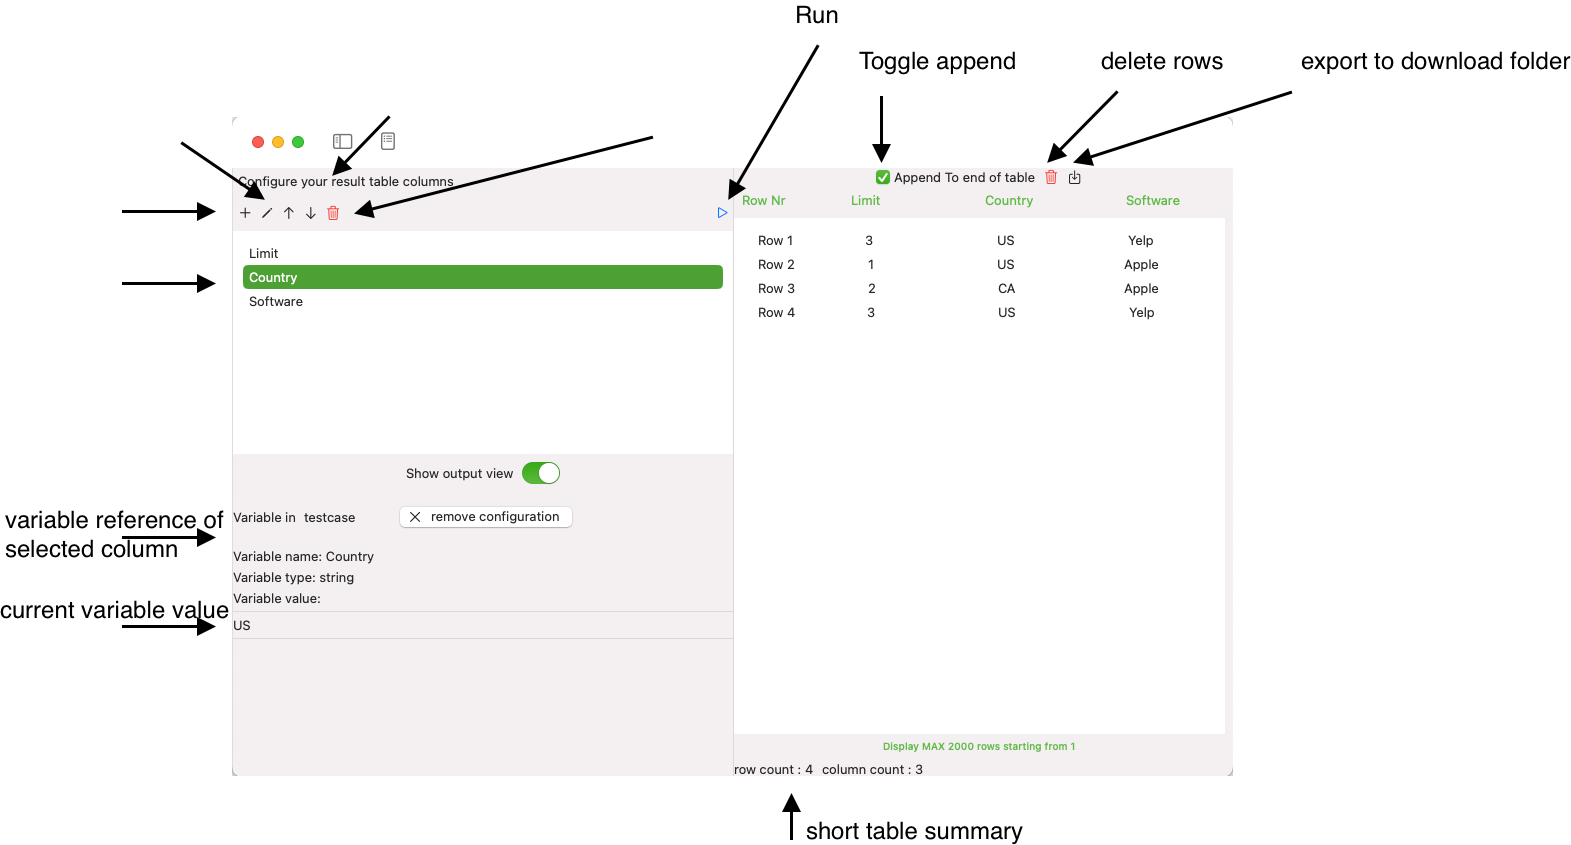 Run
Toggle append
delete rows
export to download folder
Configure your result table columns
Append To end of table
Row Nr Limit Country Software
Limit
Country
Software
Row 1 3 US Yelp
Row 2 1 US Apple
Row 3 2 CA Apple
Row 4 3 US Yelp
Show output view
variable reference of
selected column
Variable in testcase
remove configuration
Variable name: Country
Variable type: string
Variable value:
current variable value
US
Display MAX 2000 rows starting from 1
row count : 4 column count : 3
short table summary